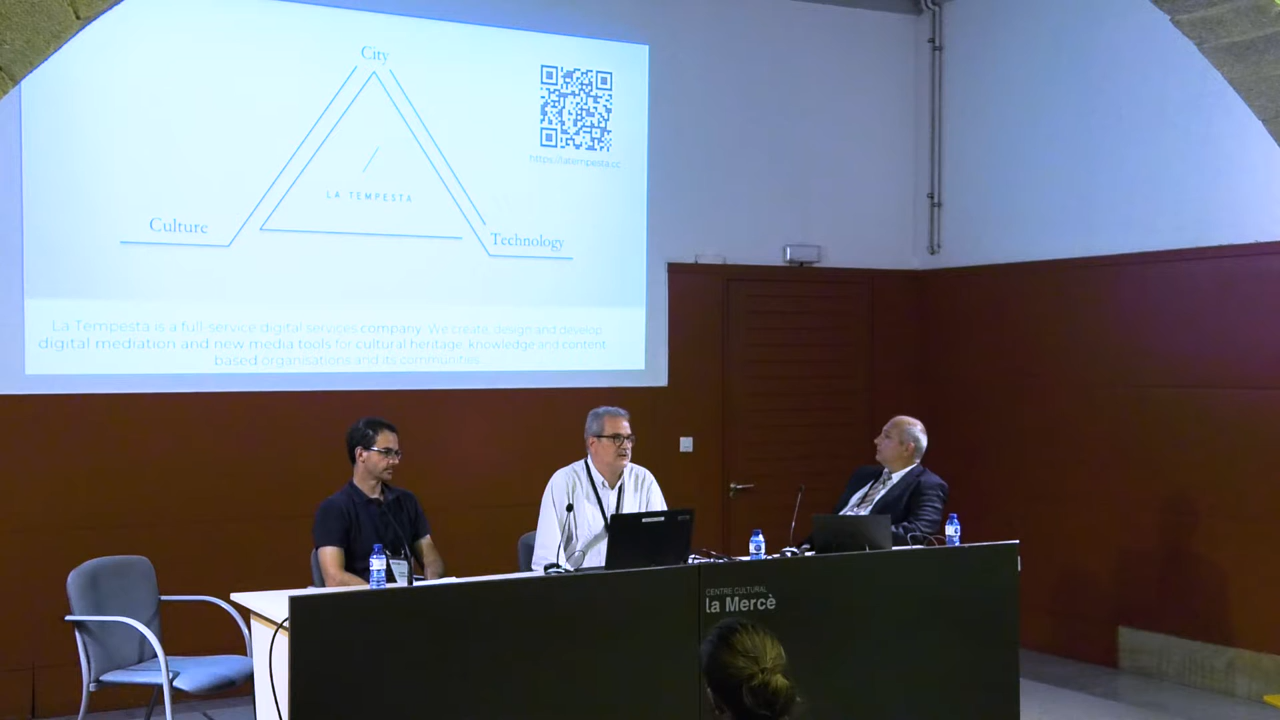 City
https://latempesta.cc
LA TEMPESTA
Culture
Technology
La Tempesta is a full-service digital services company. We create, design and develop
digital mediation and new media tools for cultural heritage, knowledge and content
based organisations and its communities.
CENTRE CULTURAL
la Mercè